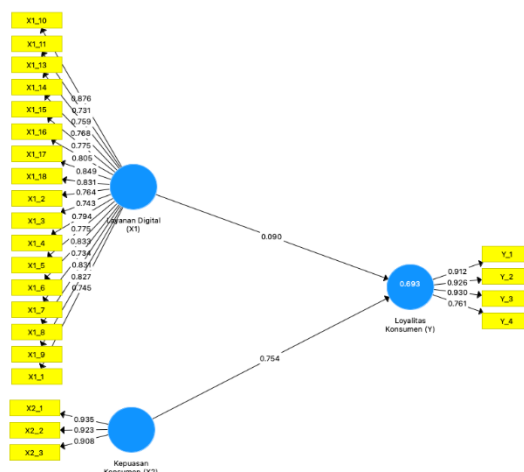 X1_10
X1_11
X1_13
X1_14
X1_15
X1_16
X1_17
X1_18
X1_2
X1_3
X1_4
X1_5
X1_6
X1_7
X1_8
X1_9
X1_1
0.876
0.731
0.759
0.768
0.775
0.805
0.849
0.831
0.764
0.743
0.794
0.775
0.833
0.734
0.831
0.827
0.745
Layanan Digital
(X1)
0.090
0.693
Loyalitas
Konsumen (Y)
0.912
0.926
0.930
0.761
Y_1
Y_2
Y_3
Y_4
0.754
X2_1
X2_2
X2_3
0.935
0.923
0.908
Kepuasan
Konsumen (X2)